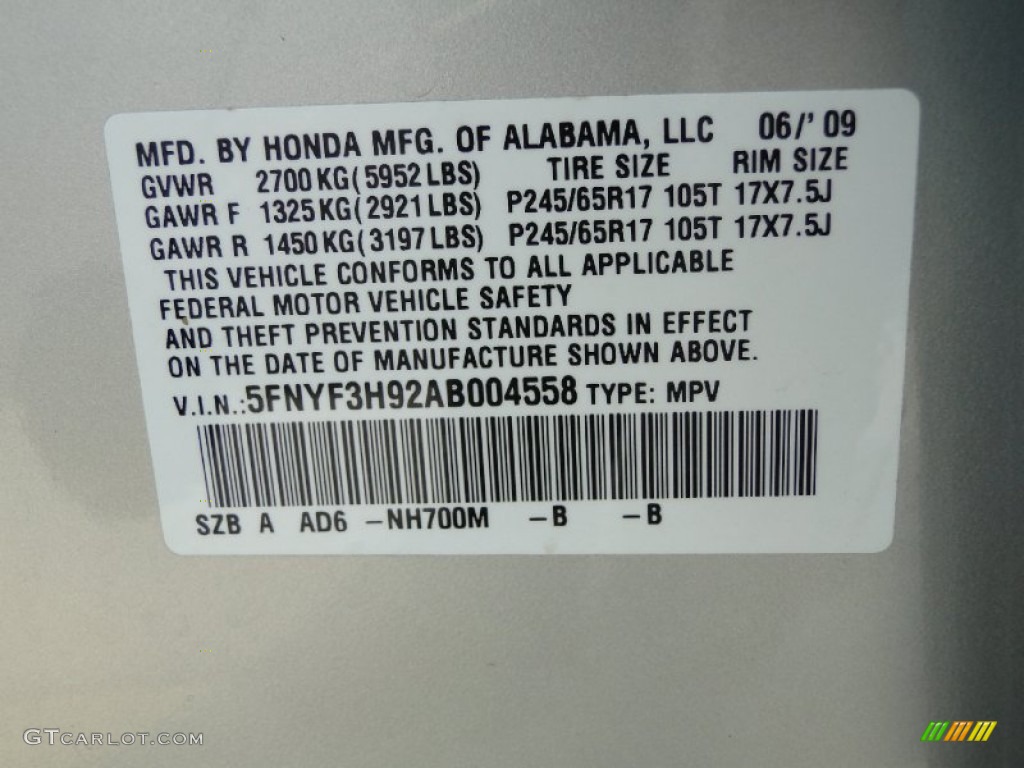 MFD. BY HONDA MFG. OF ALABAMA, LLC 06/'09
GVWR 2700 KG(5952 LBS) TIRE SIZE RIM SIZE
GAWR F 1325 KG(2921 LBS) P245/65R17 105T 17X7.5J
GAWR R 1450 KG(3197 LBS) P245/65R17 105T 17X7.5J
THIS VEHICLE CONFORMS TO ALL APPLICABLE
FEDERAL MOTOR VEHICLE SAFETY
AND THEFT PREVENTION STANDARDS IN EFFECT
ON THE DATE OF MANUFACTURE SHOWN ABOVE.
V.I.N.:5FNYF3H92AB004558 TYPE: MPV
SZB A AD6 -NH700M -B -B
GTCARLOT.COM